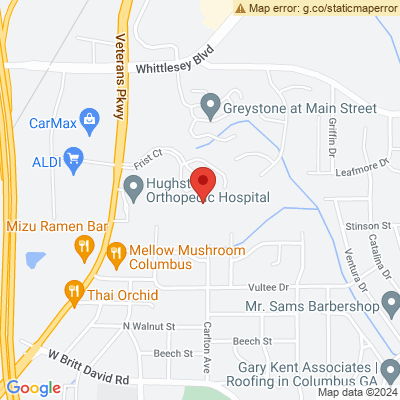 Map error: g.co/staticmaperror
Veterans Pkwy
Whittlesey Blvd
Greystone at Main Street
CarMax
Griffin Dr
ALDI
Frist Ct
Leafmore Dr
Orthopedic Hospital
Mizu Ramen Bar
Stinson St
Catalina Dr
Ventura Dr
Mellow Mushroom
Columbus
Vultee Dr
Thai Orchid
Mr. Sams Barbershop
N Walnut St
Carlton Ave
Beech St
Beech St
W Britt David Rd
Gary Kent Associates |
Roofing in Columbus GA
Google
Map data ©2024